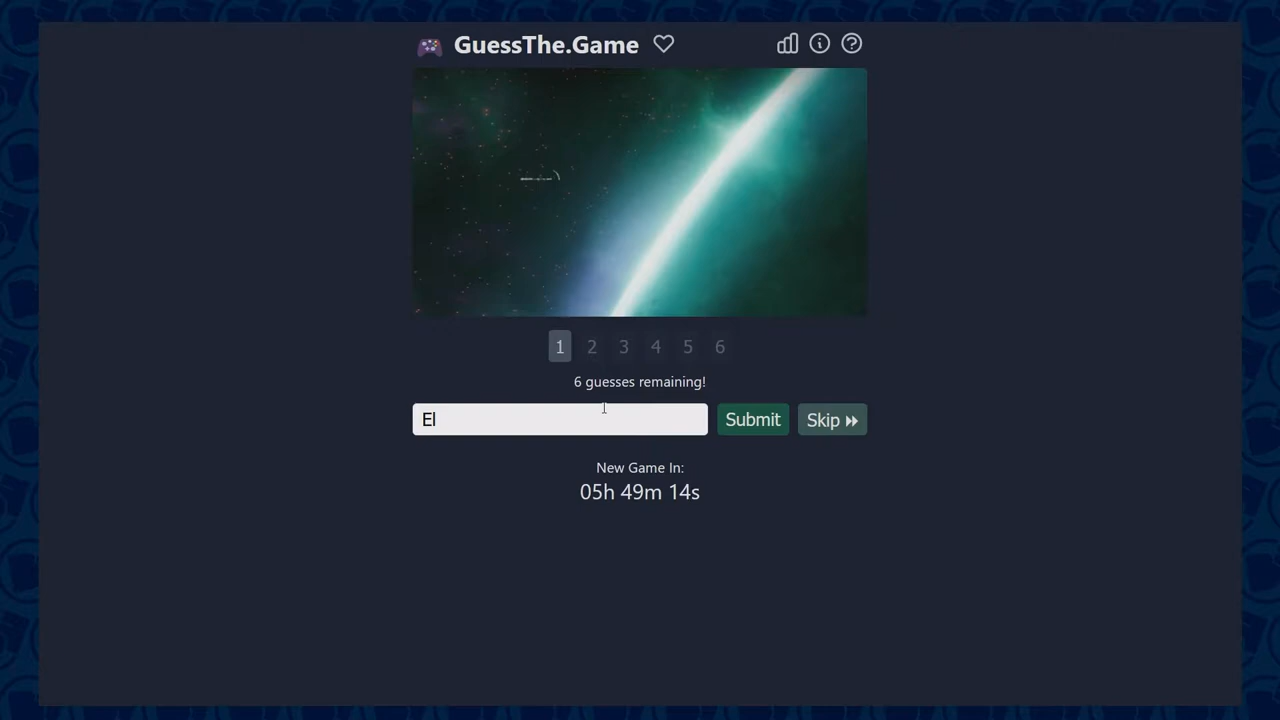 GuessThe.Game
1 2 3 4 5 6
6 guesses remaining!
El Submit Skip
New Game In:
05h 49m 14s